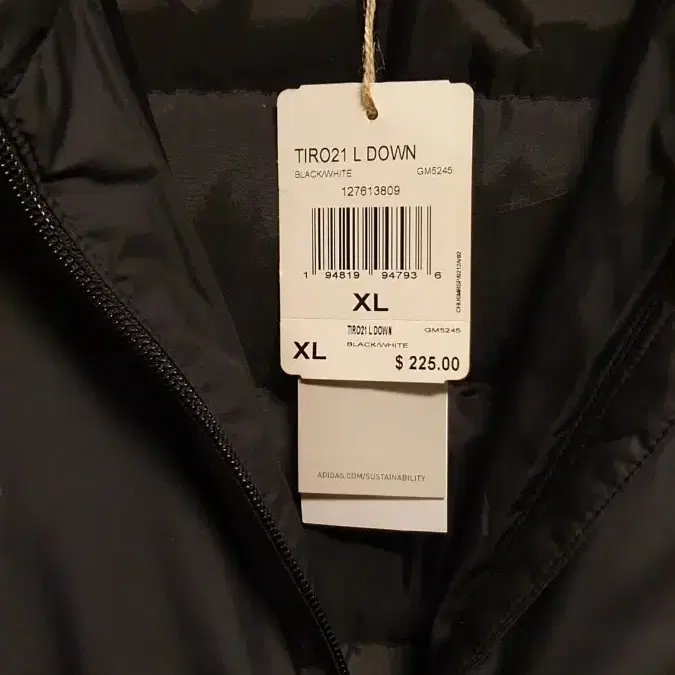 TIRO21 L DOWN
BLACK/WHITE GM5245
127613809
1 94819 94793 6
XL
TIRO21 L DOWN GM5245
BLACK/WHITE
XL $ 225.00
ADIDAS.COM/SUSTAINABILITY